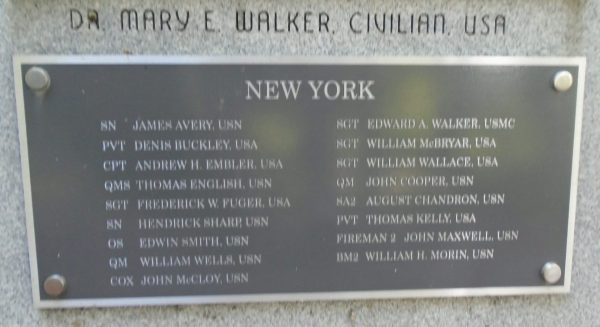 DR. MARY E. WALKER, CIVILIAN, USA
NEW YORK
SN JAMES AVERY, USN
PVT DENIS BUCKLEY, USA
CPT ANDREW H. EMBLER, USA
QMS THOMAS ENGLISH, USN
SGT FREDERICK W. FUGER, USA
SN HENDRICK SHARP, USN
OS EDWIN SMITH, USN
QM WILLIAM WELLS, USN
COX JOHN McCLOY, USN
SGT EDWARD A. WALKER, USMC
SGT WILLIAM McBRYAR, USA
SGT WILLIAM WALLACE, USA
QM JOHN COOPER, USN
SA2 AUGUST CHANDRON, USN
PVT THOMAS KELLY, USA
FIREMAN 2 JOHN MAXWELL, USN
BM2 WILLIAM H. MORIN, USN